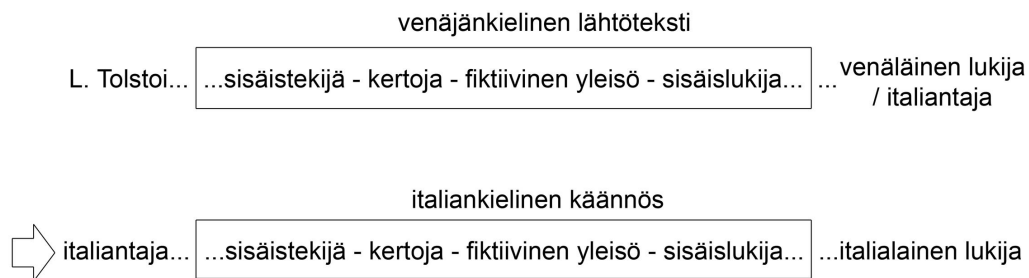 venäjänkielinen lähtöteksti
L. Tolstoi... ...sisäistekijä - kertoja - fiktiivinen yleisö - sisäislukija... ... venäläinen lukija
/ italiantaja
italiankielinen käännös
italiantaja... ...sisäistekijä - kertoja - fiktiivinen yleisö - sisäislukija... ...italialainen lukija